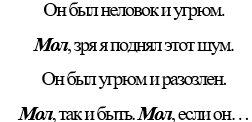 Он был неловок и угрюм.
Мол, зря я поднял этот шум.
Он был угрюм и разозлен.
Мол, так и быть. Мол, если он…